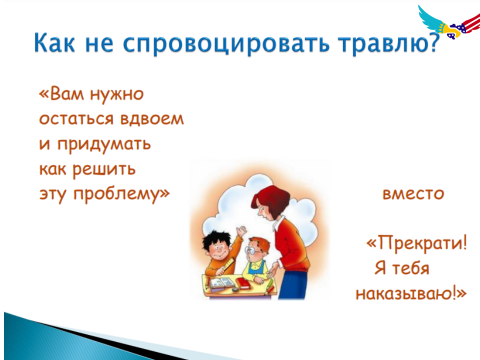 Как не спровоцировать травлю?
«Вам нужно
остаться вдвоем
и придумать
как решить
эту проблему»
вместо
«Прекрати!
Я тебя
наказываю!»